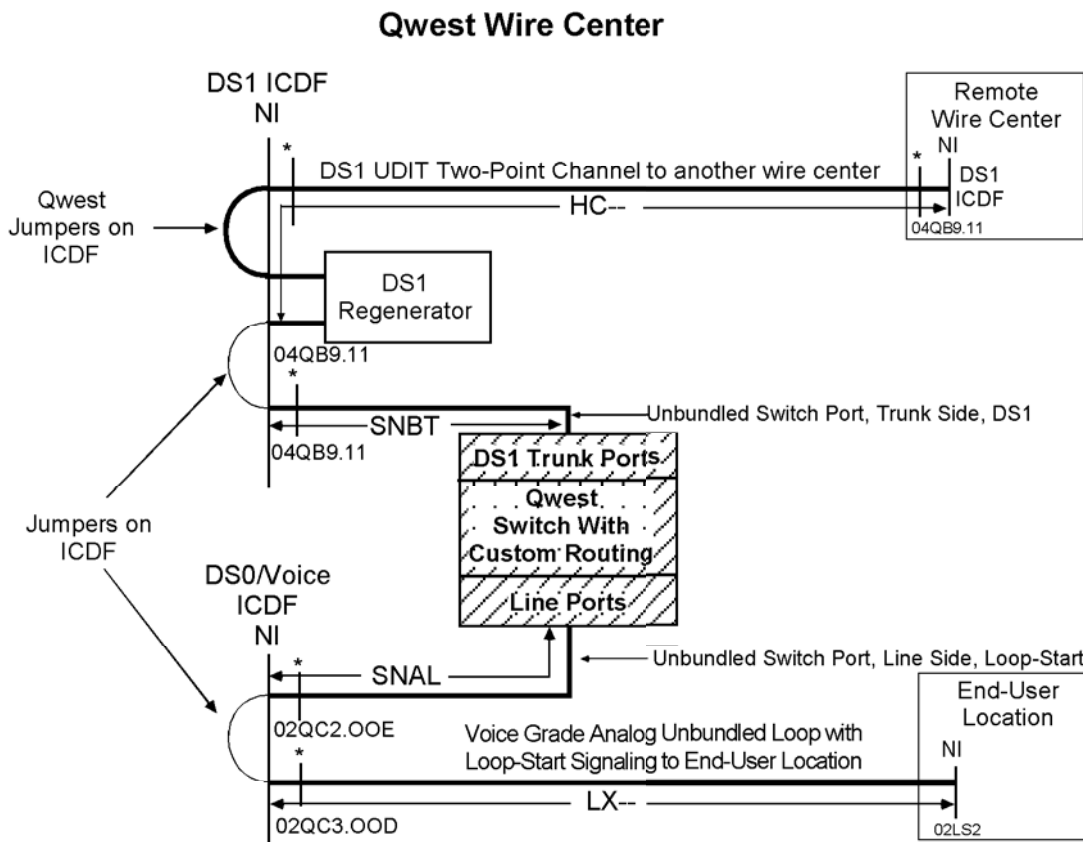 Qwest Wire Center
DS1 ICDF
NI
Remote
Wire Center
NI
*
*
DS1 UDIT Two-Point Channel to another wire center
DS1
ICDF
HC--
04QB9.11
Qwest
Jumpers on
ICDF
DS1
Regenerator
04QB9.11
*
SNBT
Unbundled Switch Port, Trunk Side, DS1
04QB9.11
DS1 Trunk Ports
Qwest
Switch With
Custom Routing
Line Ports
Jumpers on
ICDF
DS0/Voice
ICDF
NI
*
SNAL
Unbundled Switch Port, Line Side, Loop-Start
02QC2.OOE
End-User
Location
Voice Grade Analog Unbundled Loop with
Loop-Start Signaling to End-User Location
*
NI
LX--
02QC3.OOD
02LS2